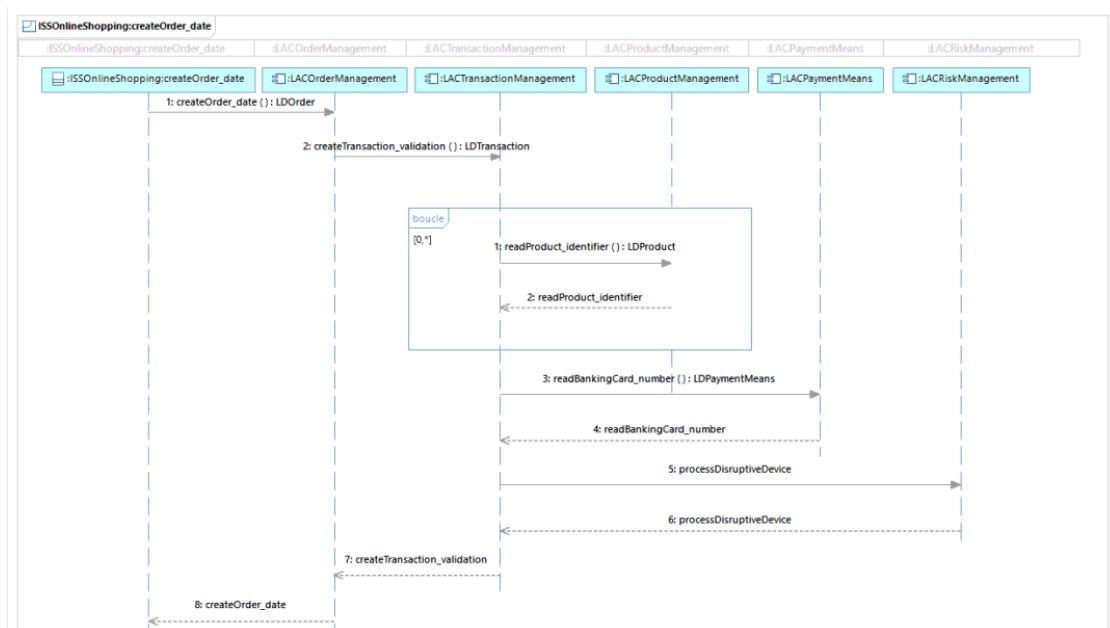 ISSOnlineShopping:createOrder_date
:ISSOnlineShopping:createOrder_date :LACOrderManagement :LACTransactionManagement :LACProductManagement :LACPaymentMeans :LACRiskManagement
:ISSOnlineShopping:createOrder_date :LACOrderManagement :LACTransactionManagement :LACProductManagement :LACPaymentMeans :LACRiskManagement
1: createOrder_date ( ) : LDOrder
2: createTransaction_validation ( ) : LDTransaction
boucle
[0,*]
1: readProduct_identifier ( ) : LDProduct
2: readProduct_identifier
3: readBankingCard_number ( ) : LDPaymentMeans
4: readBankingCard_number
5: processDisruptiveDevice
6: processDisruptiveDevice
7: createTransaction_validation
8: createOrder_date